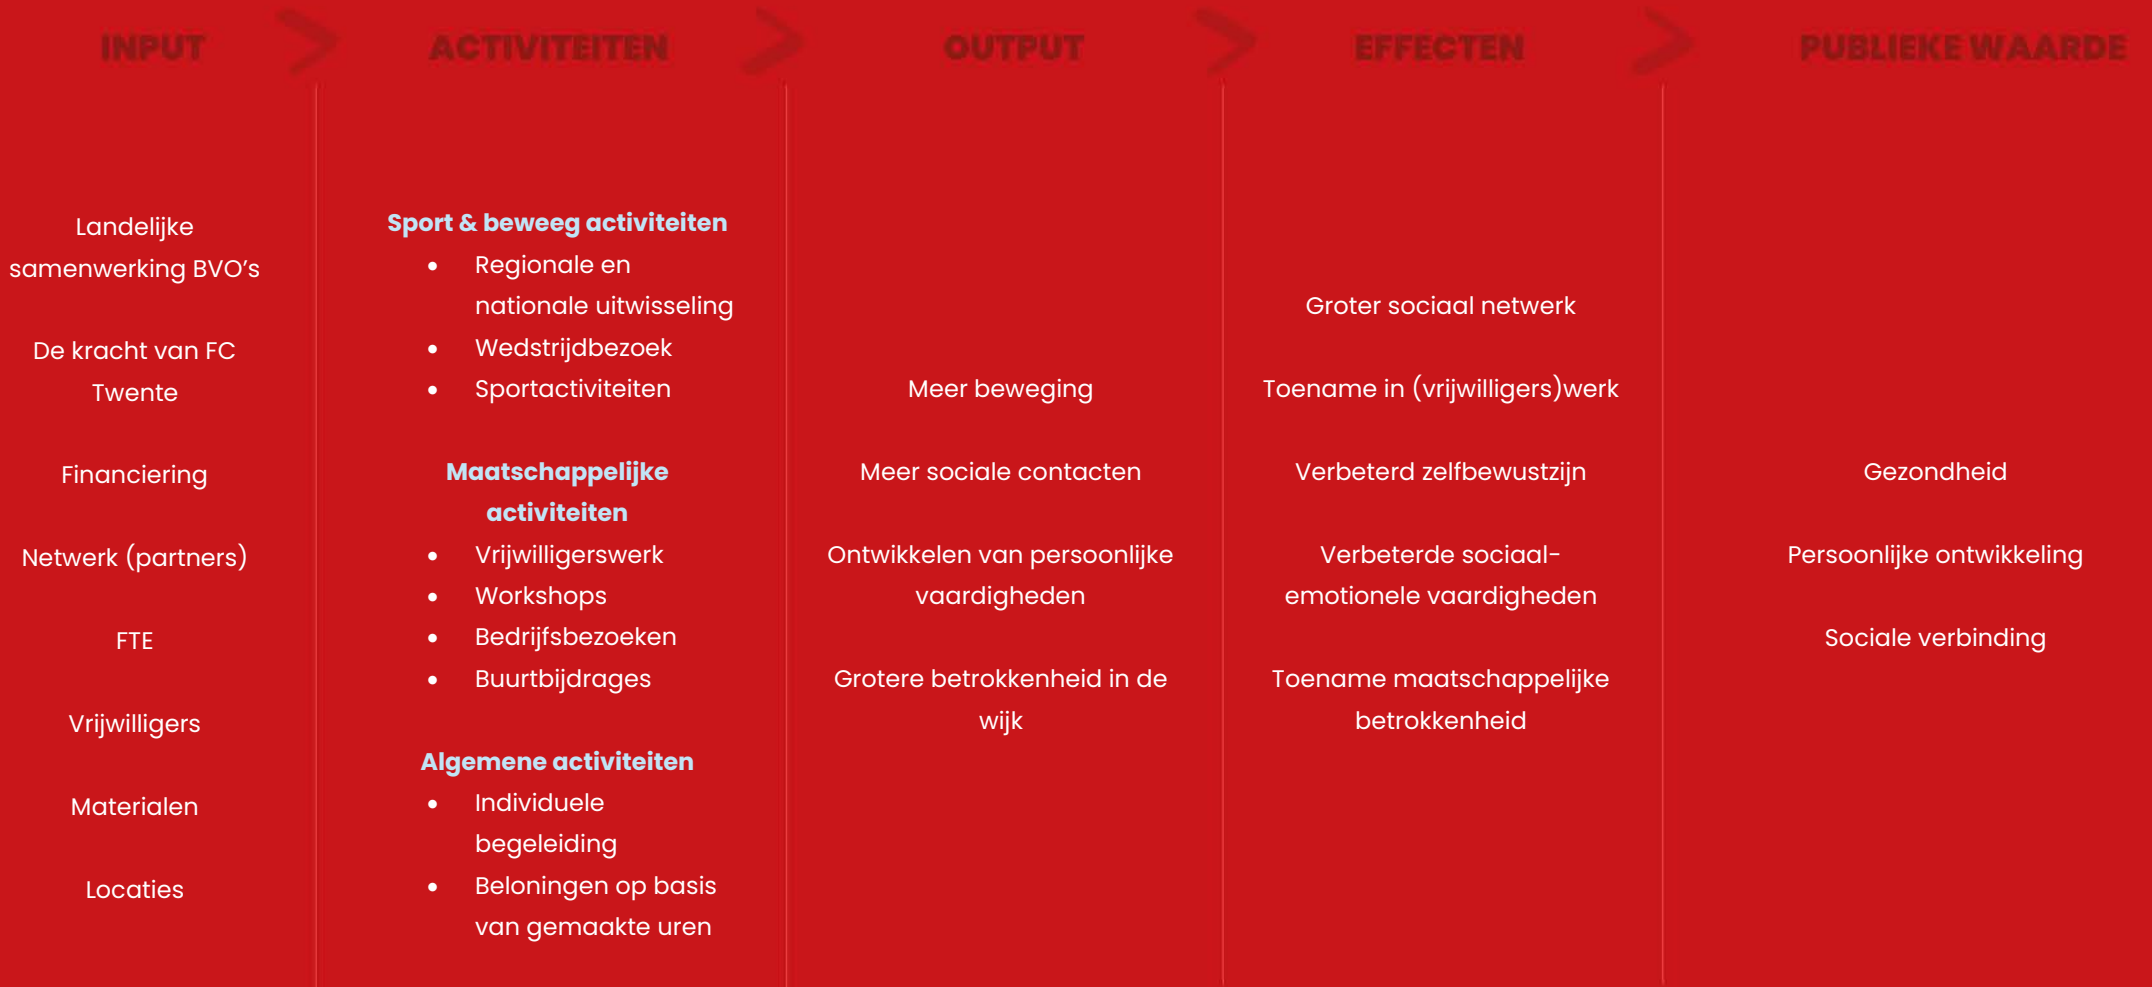 INPUT
ACTIVITEITEN
OUTPUT
EFFECTEN
PUBLIEKE WAARDE
Landelijke
samenwerking BVO’s
De kracht van FC
Twente
Financiering
Netwerk (partners)
FTE
Vrijwilligers
Materialen
Locaties
Sport & beweeg activiteiten
• Regionale en
nationale uitwisseling
• Wedstrijdbezoek
• Sportactiviteiten
Maatschappelijke
activiteiten
• Vrijwilligerswerk
• Workshops
• Bedrijfsbezoeken
• Buurtbijdrages
Algemene activiteiten
• Individuele
begeleiding
• Beloningen op basis
van gemaakte uren
Meer beweging
Meer sociale contacten
Ontwikkelen van persoonlijke
vaardigheden
Grotere betrokkenheid in de
wijk
Groter sociaal netwerk
Toename in (vrijwilligers)werk
Verbeterd zelfbewustzijn
Verbeterde sociaal-
emotionele vaardigheden
Toename maatschappelijke
betrokkenheid
Gezondheid
Persoonlijke ontwikkeling
Sociale verbinding